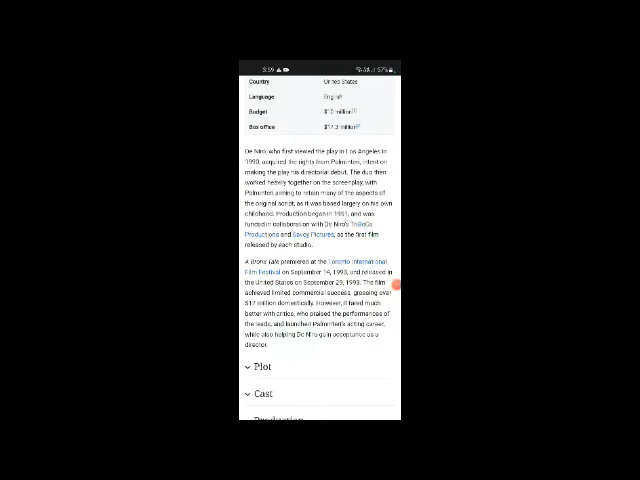 3:59
57%
Country United States
Language English
Budget $10 million[1]
Box office $17.3 million[2]
De Niro, who first viewed the play in Los Angeles in
1990, acquired the rights from Palminteri, intent on
making the play his directorial debut. The duo then
worked heavily together on the screenplay, with
Palminteri aiming to retain many of the aspects of
the original script, as it was based largely on his own
childhood. Production began in 1991, and was
funded in collaboration with De Niro's TriBeCa
Productions and Savoy Pictures, as the first film
released by each studio.
A Bronx Tale premiered at the Toronto International
Film Festival on September 14, 1993, and released in
the United States on September 29, 1993. The film
achieved limited commercial success, grossing over
$17 million domestically. However, it fared much
better with critics, who praised the performances of
the leads, and launched Palminteri's acting career,
while also helping De Niro gain acceptance as a
director.
Plot
Cast
Production